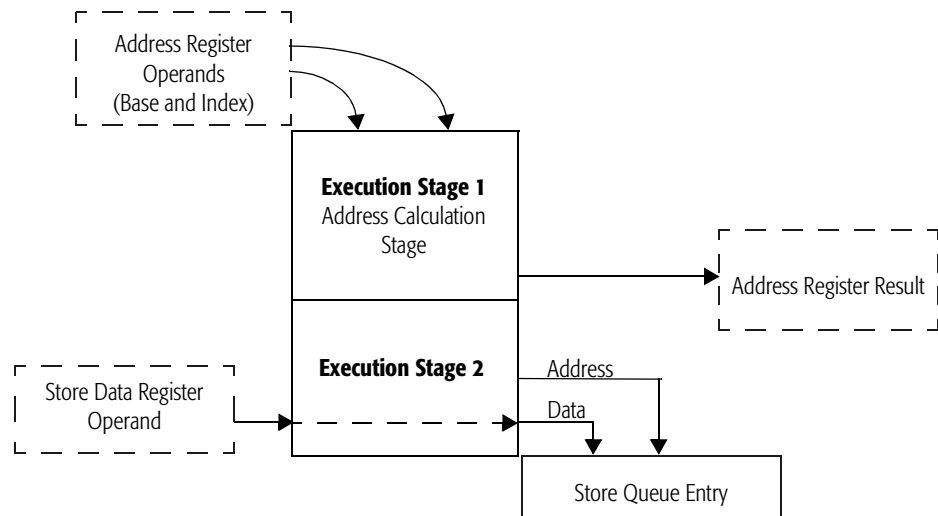 Address Register
Operands
(Base and Index)
Execution Stage 1
Address Calculation
Stage
Address Register Result
Execution Stage 2
Address
Store Data Register
Operand
Data
Store Queue Entry